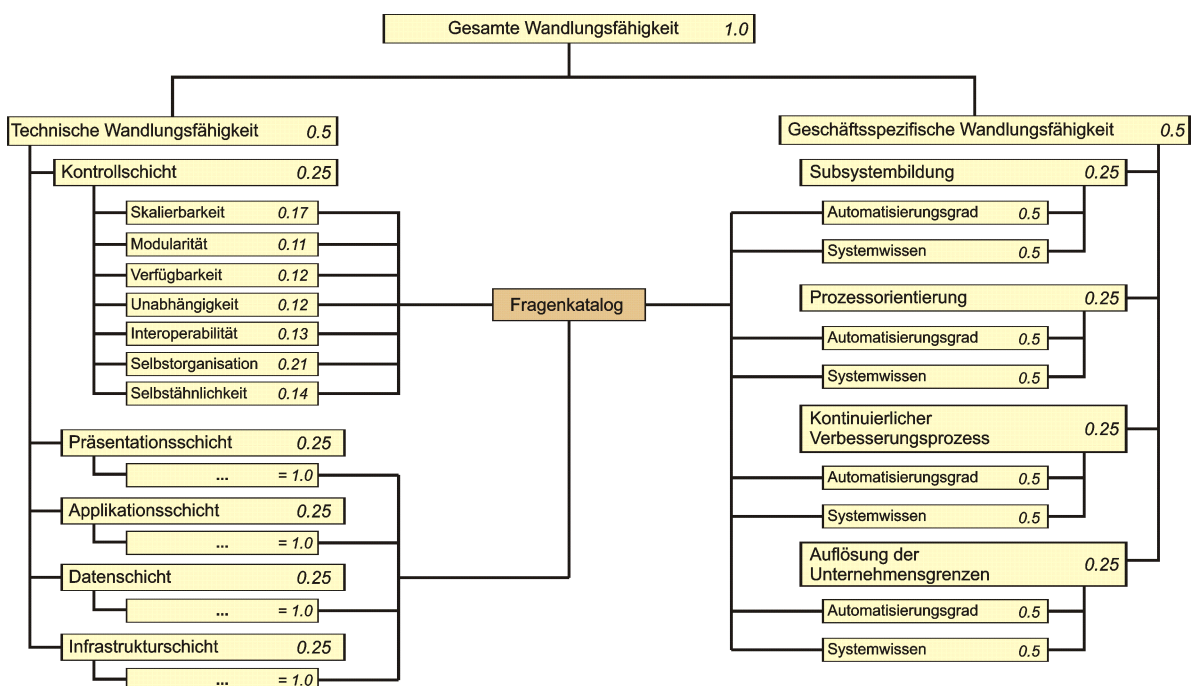 Gesamte Wandlungsfähigkeit 1.0
Technische Wandlungsfähigkeit 0.5
Kontrollschicht 0.25
Skalierbarkeit 0.17
Modularität 0.11
Verfügbarkeit 0.12
Unabhängigkeit 0.12
Interoperabilität 0.13
Selbstorganisation 0.21
Selbstähnlichkeit 0.14
Präsentationsschicht 0.25
... = 1.0
Applikationsschicht 0.25
... = 1.0
Datenschicht 0.25
... = 1.0
Infrastrukturschicht 0.25
... = 1.0
Fragenkatalog
Geschäftsspezifische Wandlungsfähigkeit 0.5
Subsystembildung 0.25
Automatisierungsgrad 0.5
Systemwissen 0.5
Prozessorientierung 0.25
Automatisierungsgrad 0.5
Systemwissen 0.5
Kontinuierlicher
Verbesserungsprozess 0.25
Automatisierungsgrad 0.5
Systemwissen 0.5
Auflösung der
Unternehmensgrenzen 0.25
Automatisierungsgrad 0.5
Systemwissen 0.5